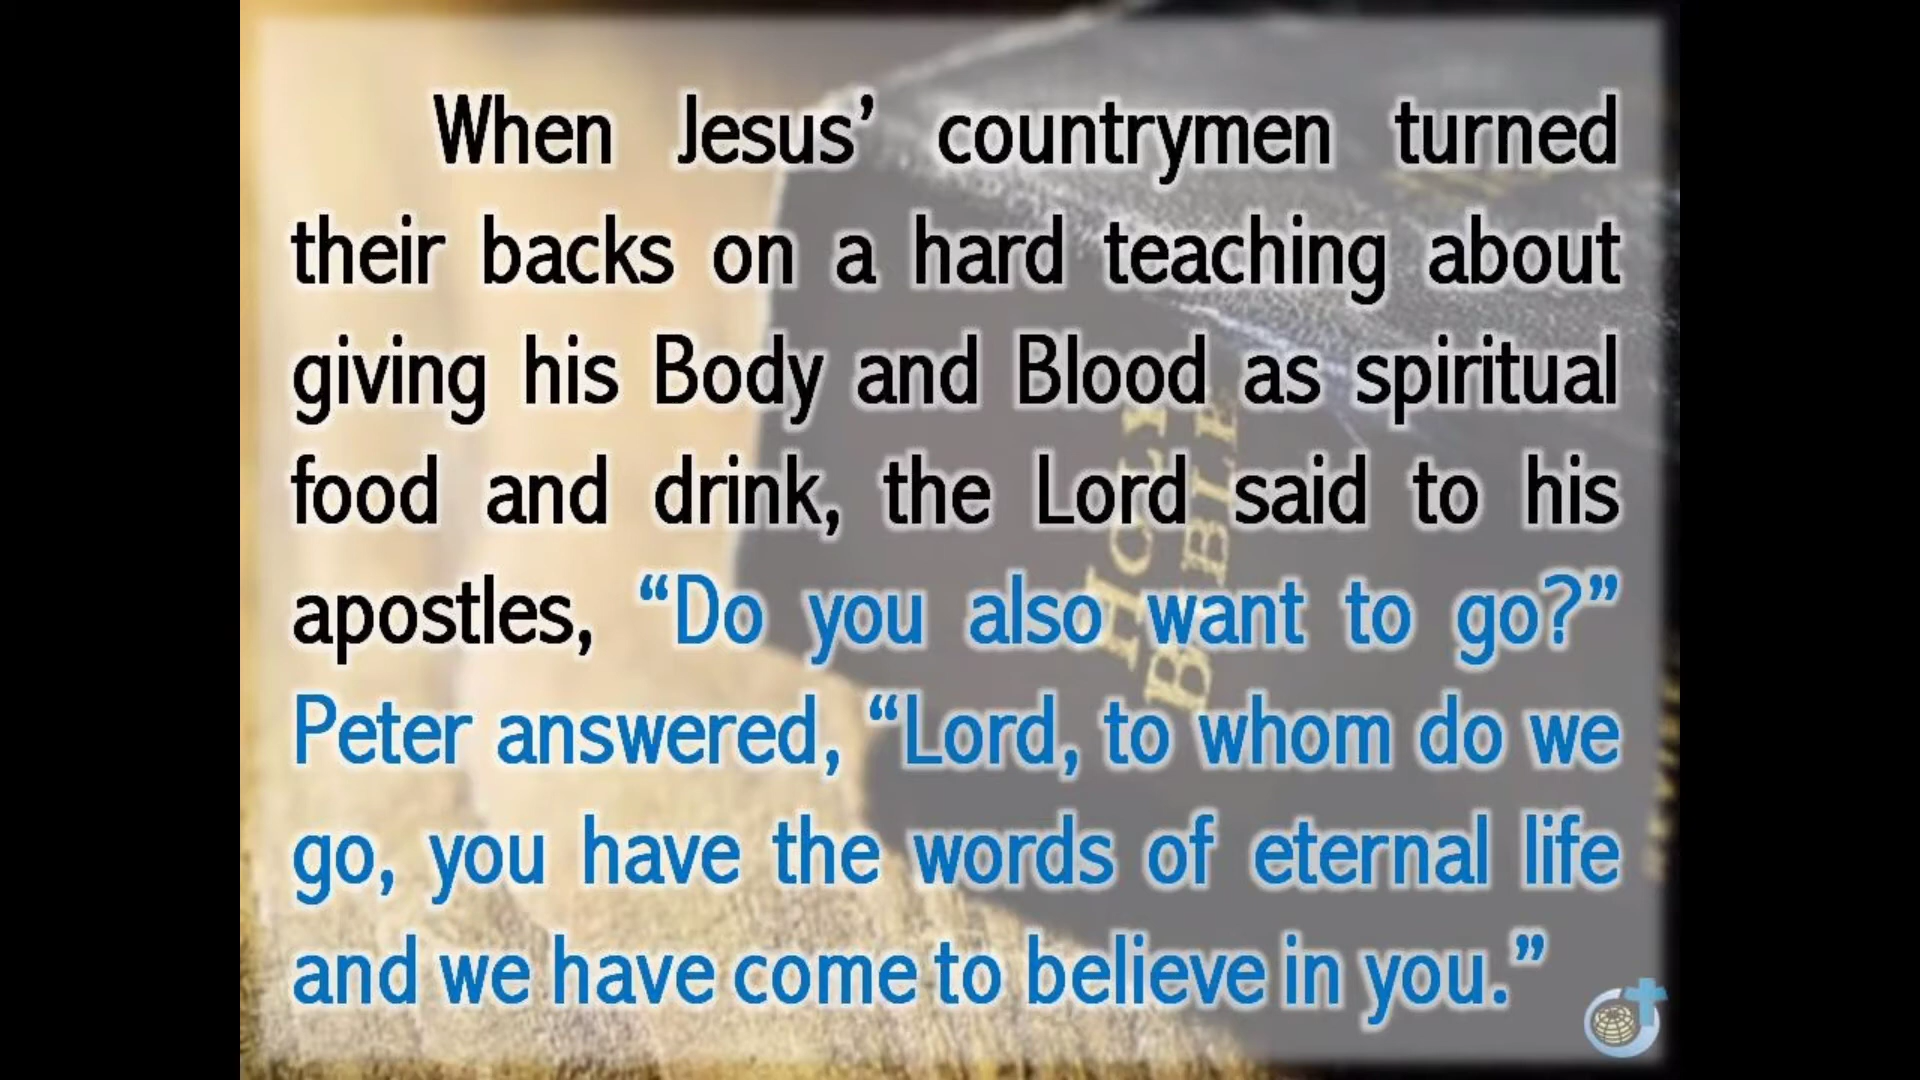 When Jesus’ countrymen turned
their backs on a hard teaching about
giving his Body and Blood as spiritual
food and drink, the Lord said to his
apostles, “Do you also want to go?”
Peter answered, “Lord, to whom do we
go, you have the words of eternal life
and we have come to believe in you.”
HOLY
BIBLE